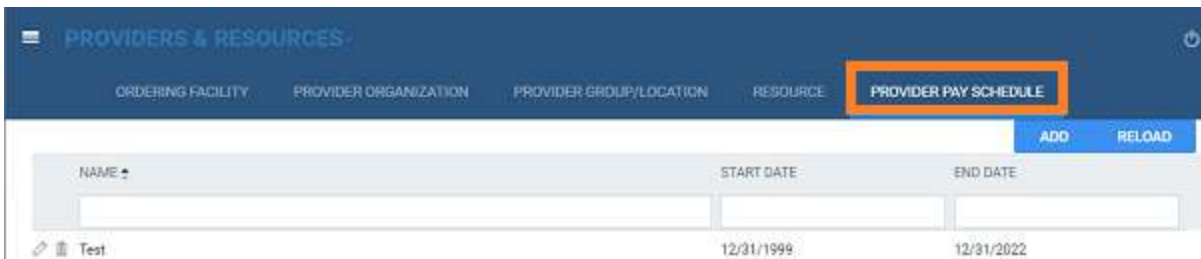 PROVIDERS & RESOURCES
ORDERING FACILITY PROVIDER ORGANIZATION PROVIDER GROUP/LOCATION RESOURCE PROVIDER PAY SCHEDULE
ADD RELOAD
NAME START DATE END DATE
Test 12/31/1999 12/31/2022